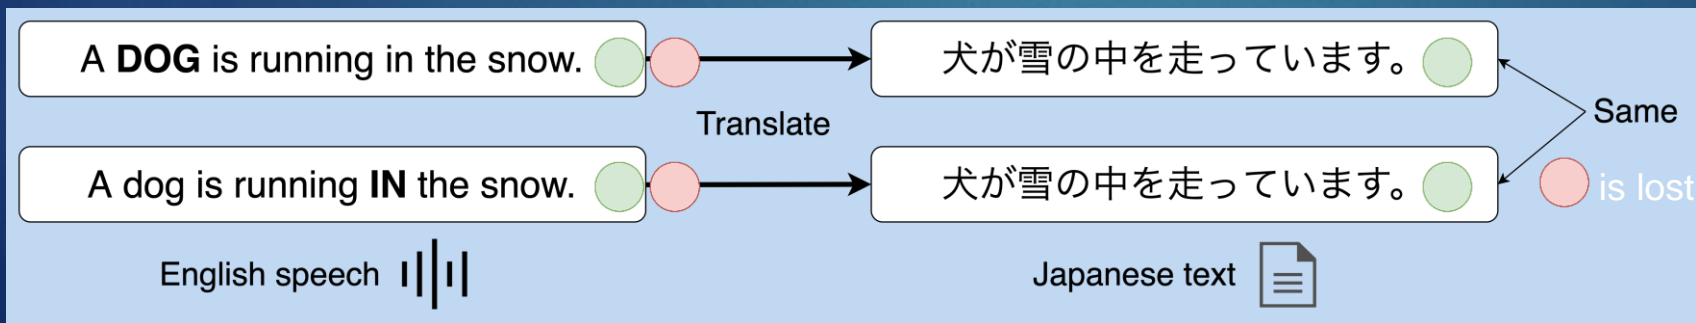 A DOG is running in the snow.
犬が雪の中を走っています。
Translate
Same
A dog is running IN the snow.
犬が雪の中を走っています。
is lost
English speech
Japanese text